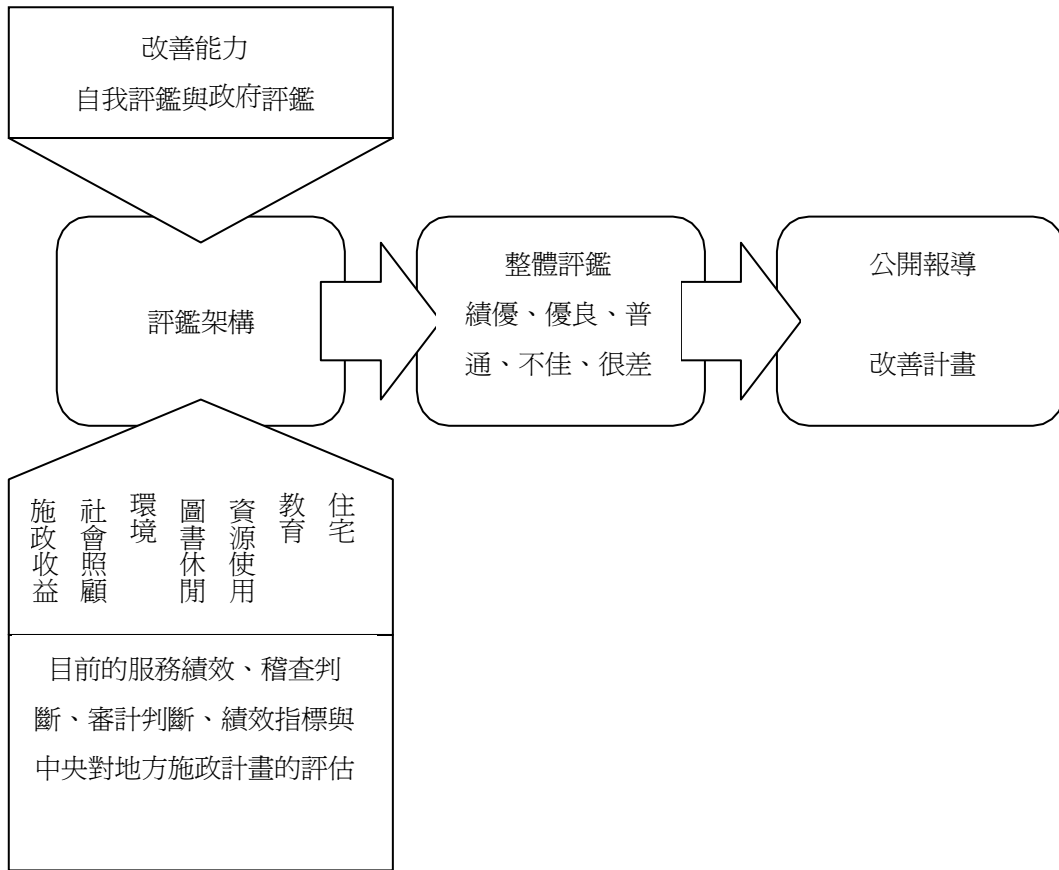 改善能力
自我評鑑與政府評鑑
評鑑架構
整體評鑑
績優、優良、普
通、不佳、很差
公開報導
改善計畫
施政收益
社會照顧
環境
圖書休閒
資源使用
教育
住宅
目前的服務績效、稽查判
斷、審計判斷、績效指標與
中央對地方施政計畫的評估